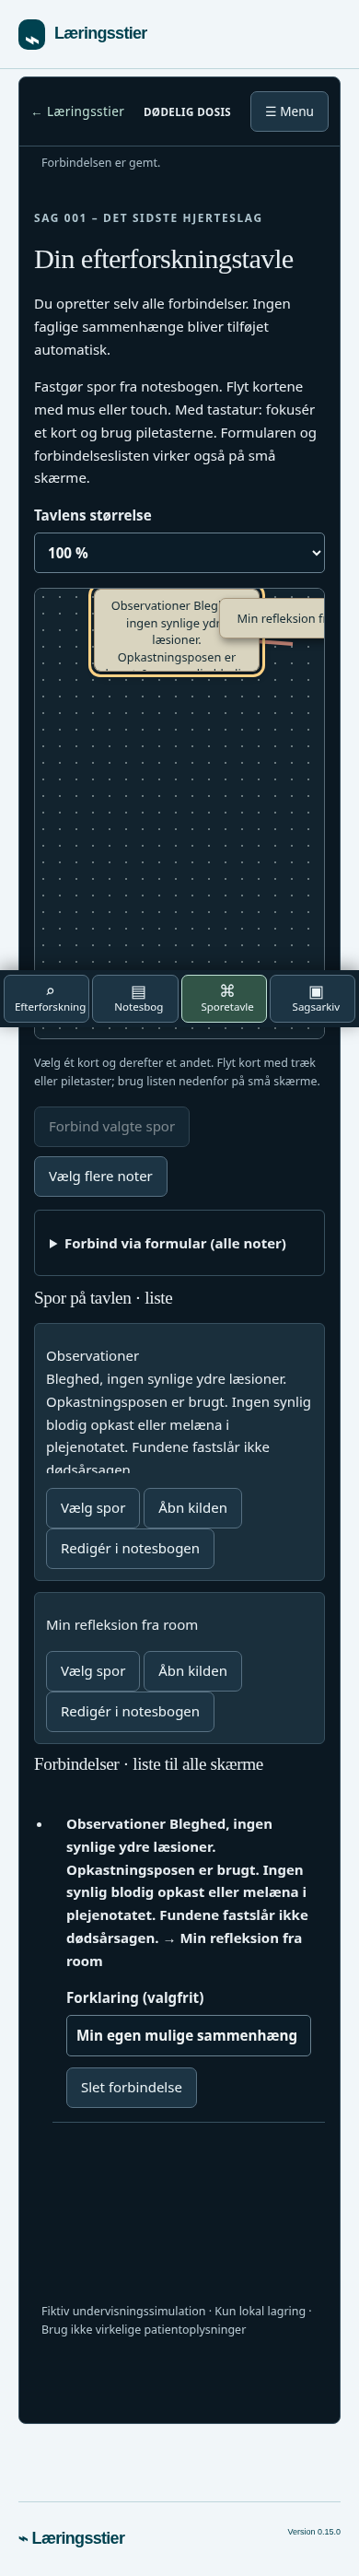 Læringsstier
← Læringsstier
DØDELIG DOSIS
☰ Menu
Forbindelsen er gemt.
SAG 001 – DET SIDSTE HJERTESLAG
Din efterforskningstavle
Du opretter selv alle forbindelser. Ingen
faglige sammenhænge bliver tilføjet
automatisk.
Fastgør spor fra notesbogen. Flyt kortene
med mus eller touch. Med tastatur: fokusér
et kort og brug piletasterne. Formularen og
forbindelseslisten virker også på små
skærme.
Tavlens størrelse
100 %
Observationer
ingen synlige
læsioner.
Opkastningsposen er
Min refleksion
Efterforskning
Notesbog
Sporetavle
Sagsarkiv
Vælg ét kort og derefter et andet. Flyt kort med træk
eller piletaster; brug listen nedenfor på små skærme.
Forbind valgte spor
Vælg flere noter
▶ Forbind via formular (alle noter)
Spor på tavlen · liste
Observationer
Bleghed, ingen synlige ydre læsioner.
Opkastningsposen er brugt. Ingen synlig
blodig opkast eller melæna i
plejenotatet. Fundene fastslår ikke
dødsårsagen
Vælg spor
Åbn kilden
Redigér i notesbogen
Min refleksion fra room
Vælg spor
Åbn kilden
Redigér i notesbogen
Forbindelser · liste til alle skærme
• Observationer Bleghed, ingen
synlige ydre læsioner.
Opkastningsposen er brugt. Ingen
synlig blodig opkast eller melæna i
plejenotatet. Fundene fastslår ikke
dødsårsagen. → Min refleksion fra
room
Forklaring (valgfrit)
Min egen mulige sammenhæng
Slet forbindelse
Fiktiv undervisningssimulation · Kun lokal lagring ·
Brug ikke virkelige patientoplysninger
Læringsstier
Version 0.15.0